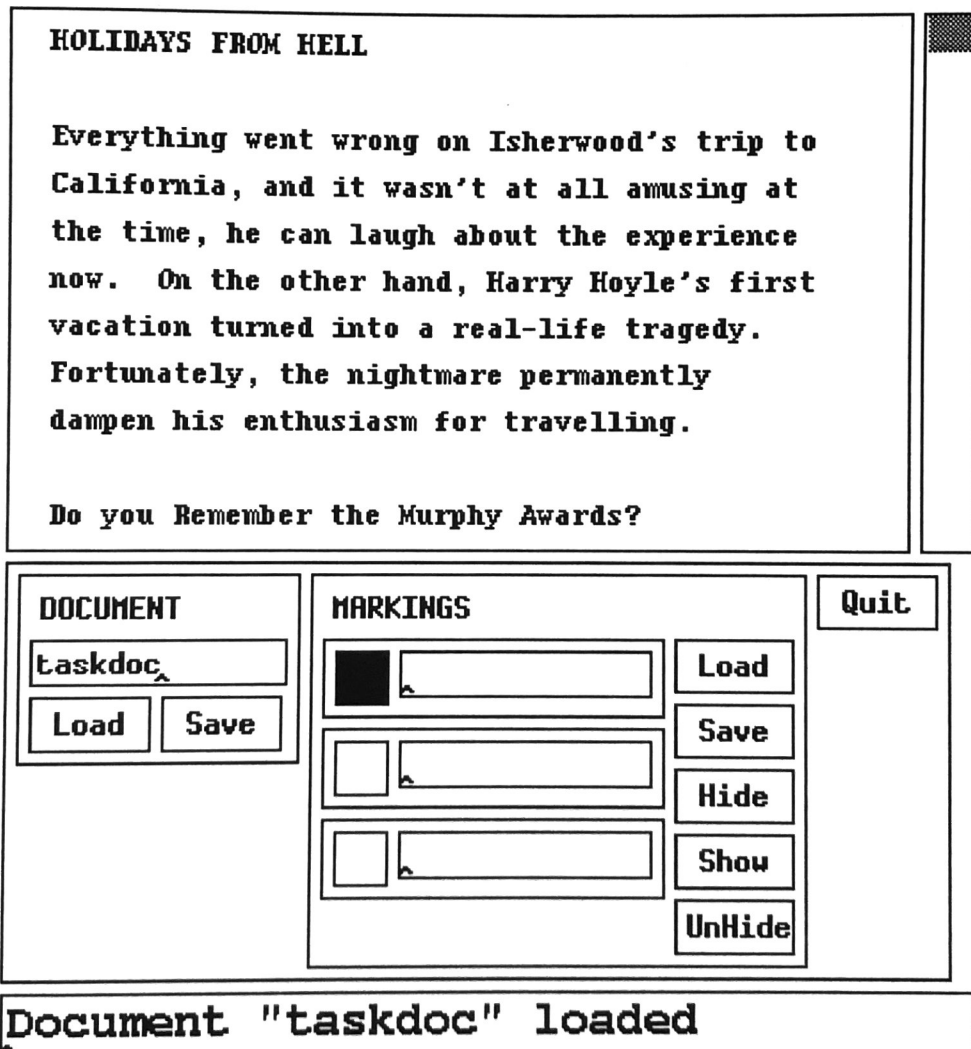 HOLIDAYS FROM HELL
Everything went wrong on Isherwood's trip to
California, and it wasn't at all amusing at
the time, he can laugh about the experience
now. On the other hand, Harry Hoyle's first
vacation turned into a real-life tragedy.
Fortunately, the nightmare permanently
dampen his enthusiasm for travelling.
Do you Remember the Murphy Awards?
DOCUMENT
taskdoc
Load
Save
MARKINGS
Load
Save
Hide
Show
UnHide
Quit
Document "taskdoc" loaded